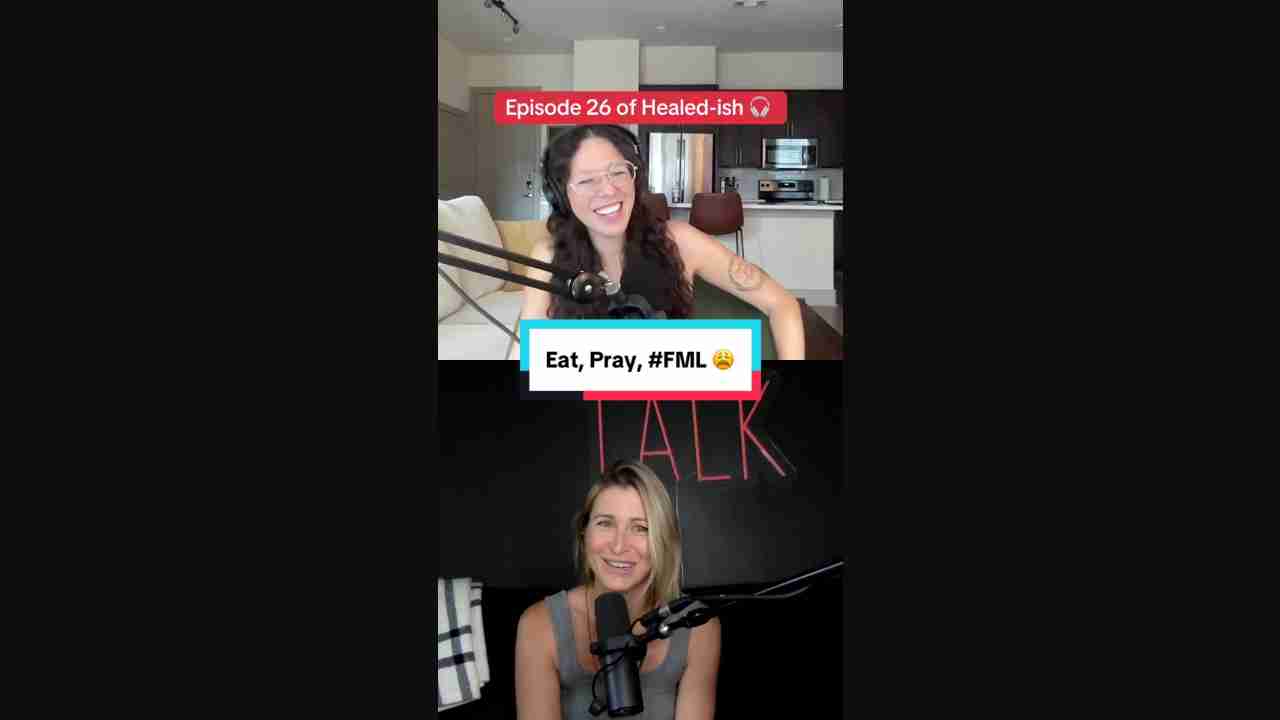 Episode 26 of Healed-ish 🎧
Eat, Pray, #FML 😩
TALK